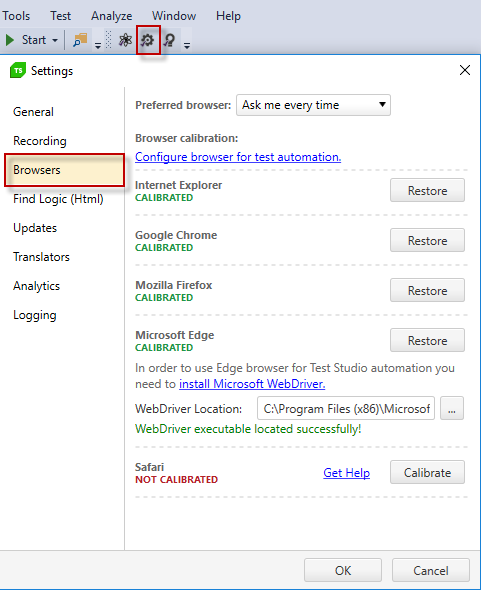 Tools Test Analyze Window Help
Start
TS Settings
General
Recording
Browsers
Find Logic (Html)
Updates
Translators
Analytics
Logging
Preferred browser: Ask me every time
Browser calibration:
Configure browser for test automation.
Internet Explorer
CALIBRATED
Restore
Google Chrome
CALIBRATED
Restore
Mozilla Firefox
CALIBRATED
Restore
Microsoft Edge
CALIBRATED
Restore
In order to use Edge browser for Test Studio automation you
need to install Microsoft WebDriver.
WebDriver Location: C:\Program Files (x86)\Microsof ...
WebDriver executable located successfully!
Safari
NOT CALIBRATED
Get Help Calibrate
OK Cancel